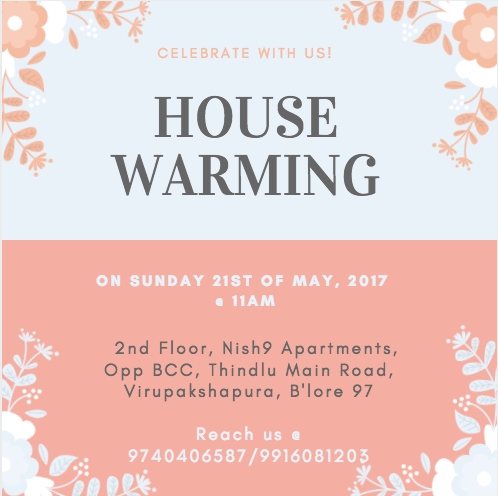 CELEBRATE WITH US!
HOUSE
WARMING
ON SUNDAY 21ST OF MAY, 2017
@ 11AM
2nd Floor, Nish9 Apartments,
Opp BCC, Thindlu Main Road,
Virupakshapura, B'lore 97
Reach us @
9740406587/9916081203